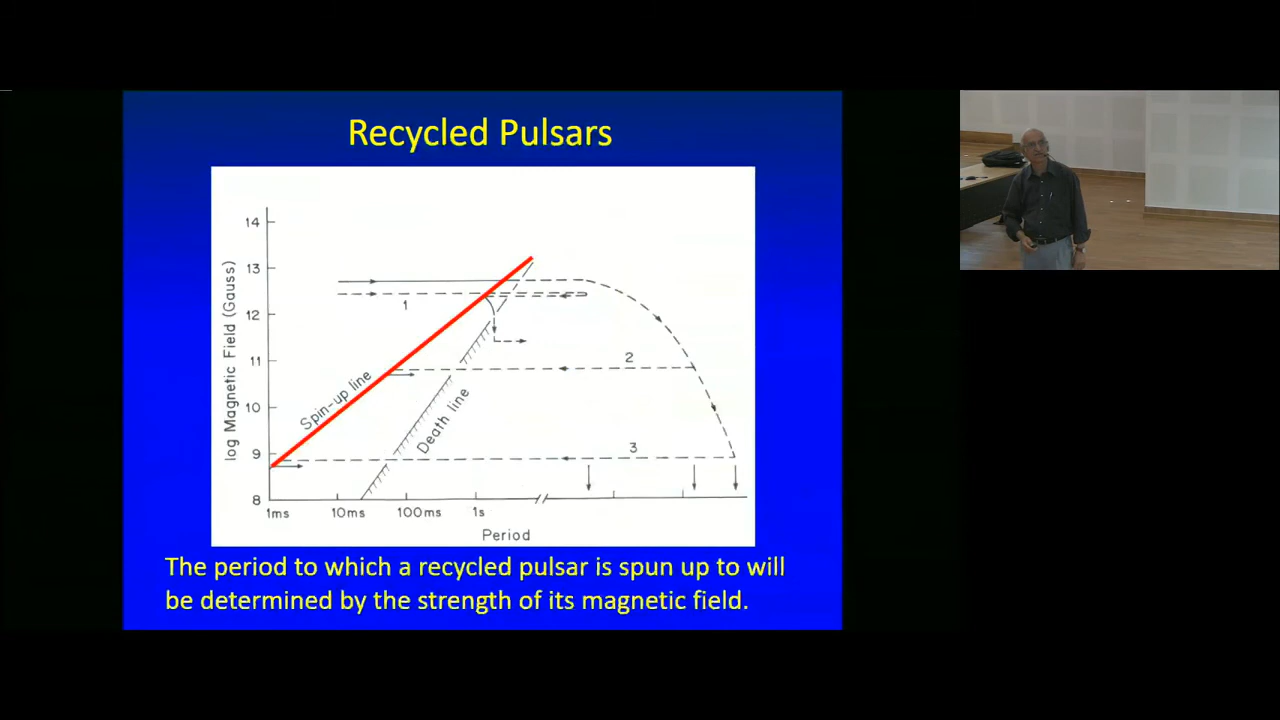 Recycled Pulsars
14
13
12
11
10
9
8
log Magnetic Field (Gauss)
1
2
3
Spin-up line
Death line
1ms 10ms 100ms 1s
Period
The period to which a recycled pulsar is spun up to will
be determined by the strength of its magnetic field.